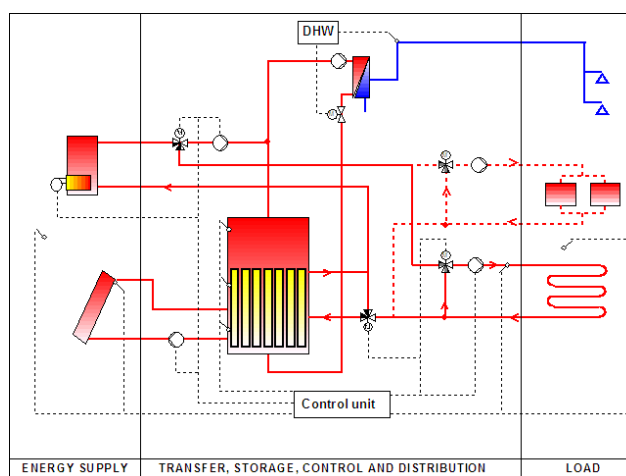 DHW
Control unit
ENERGY SUPPLY
TRANSFER, STORAGE, CONTROL AND DISTRIBUTION
LOAD